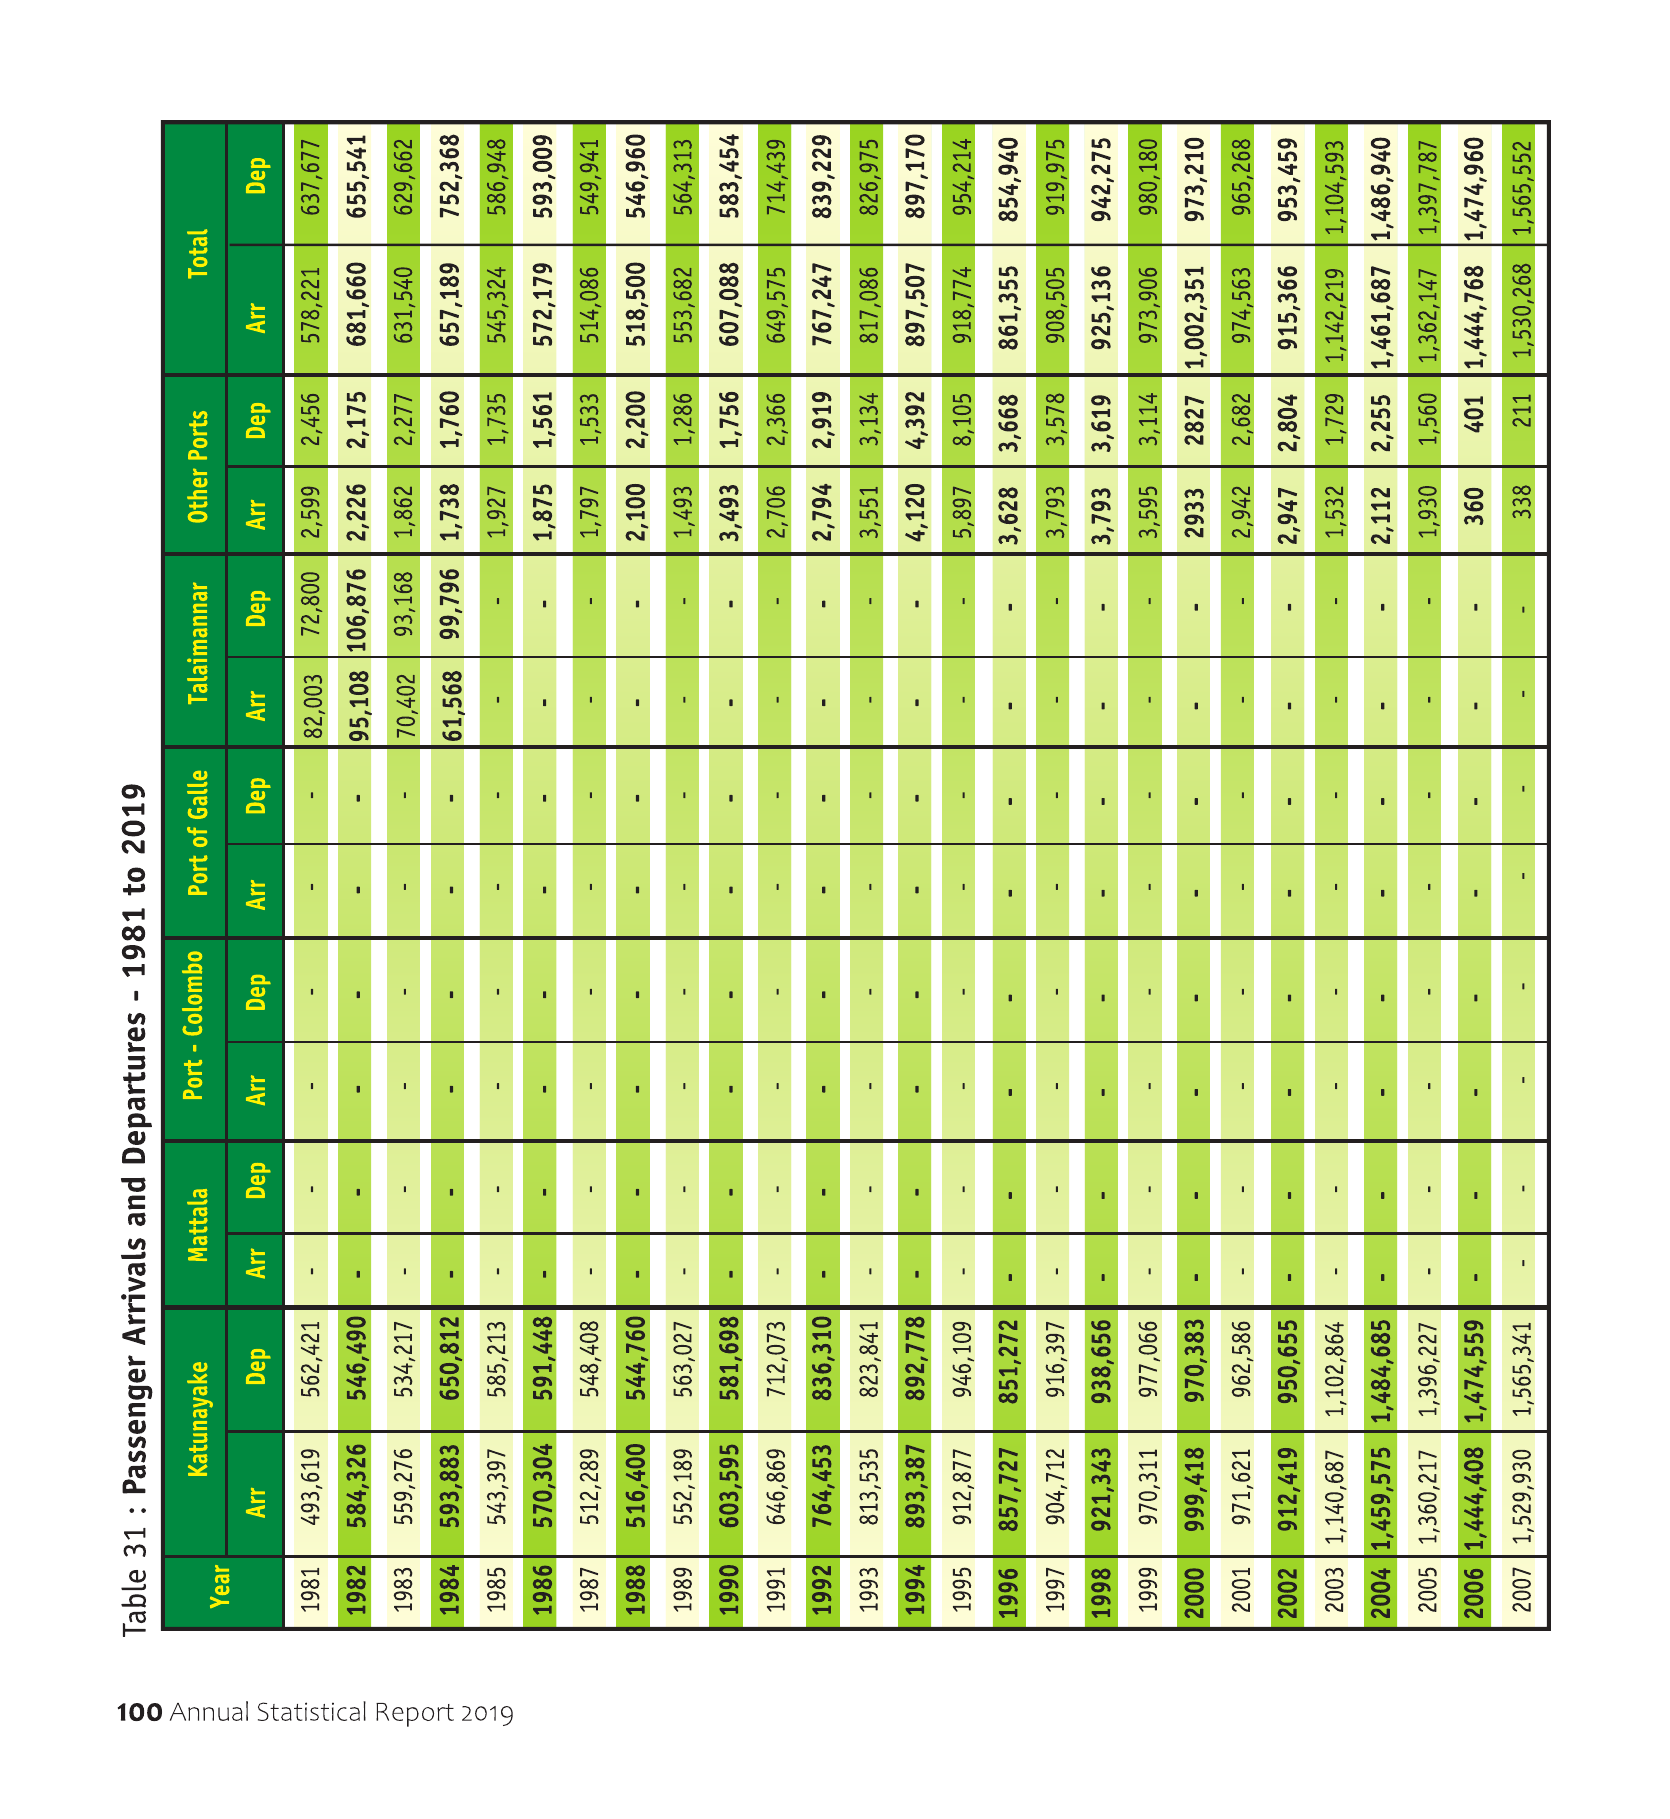 Table 31 : Passenger Arrivals and Departures - 1981 to 2019
Year Katunayake Mattala Port - Colombo Port of Galle Talaimannar Other Ports Total
Arr Dep Arr Dep Arr Dep Arr Dep Arr Dep Arr Dep Arr Dep
1981 493,619 562,421 - - - - - - 82,003 72,800 2,599 2,456 578,221 637,677
1982 584,326 546,490 - - - - - - 95,108 106,876 2,226 2,175 681,660 655,541
1983 559,276 534,217 - - - - - - 70,402 93,168 1,862 2,277 631,540 629,662
1984 593,883 650,812 - - - - - - 61,568 99,796 1,738 1,760 657,189 752,368
1985 543,397 585,213 - - - - - - - - 1,927 1,735 545,324 586,948
1986 570,304 591,448 - - - - - - - - 1,875 1,561 572,179 593,009
1987 512,289 548,408 - - - - - - - - 1,797 1,533 514,086 549,941
1988 516,400 544,760 - - - - - - - - 2,100 2,200 518,500 546,960
1989 552,189 563,027 - - - - - - - - 1,493 1,286 553,682 564,313
1990 603,595 581,698 - - - - - - - - 3,493 1,756 607,088 583,454
1991 646,869 712,073 - - - - - - - - 2,706 2,366 649,575 714,439
1992 764,453 836,310 - - - - - - - - 2,794 2,919 767,247 839,229
1993 813,535 823,841 - - - - - - - - 3,551 3,134 817,086 826,975
1994 893,387 892,778 - - - - - - - - 4,120 4,392 897,507 897,170
1995 912,877 946,109 - - - - - - - - 5,897 8,105 918,774 954,214
1996 857,727 851,272 - - - - - - - - 3,628 3,668 861,355 854,940
1997 904,712 916,397 - - - - - - - - 3,793 3,578 908,505 919,975
1998 921,343 938,656 - - - - - - - - 3,793 3,619 925,136 942,275
1999 970,311 977,066 - - - - - - - - 3,595 3,114 973,906 980,180
2000 999,418 970,383 - - - - - - - - 2933 2827 1,002,351 973,210
2001 971,621 962,586 - - - - - - - - 2,942 2,682 974,563 965,268
2002 912,419 950,655 - - - - - - - - 2,947 2,804 915,366 953,459
2003 1,140,687 1,102,864 - - - - - - - - 1,532 1,729 1,142,219 1,104,593
2004 1,459,575 1,484,685 - - - - - - - - 2,112 2,255 1,461,687 1,486,940
2005 1,360,217 1,396,227 - - - - - - - - 1,930 1,560 1,362,147 1,397,787
2006 1,444,408 1,474,559 - - - - - - - - 360 401 1,444,768 1,474,960
2007 1,529,930 1,565,341 - - - - - - - - 338 211 1,530,268 1,565,552
100 Annual Statistical Report 2019